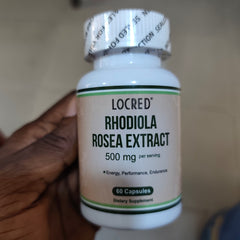 LOCRED®
RHODIOLA
ROSEA EXTRACT
500 mg per serving
Energy, Performance, Endurance
60 Capsules
Dietary Supplement